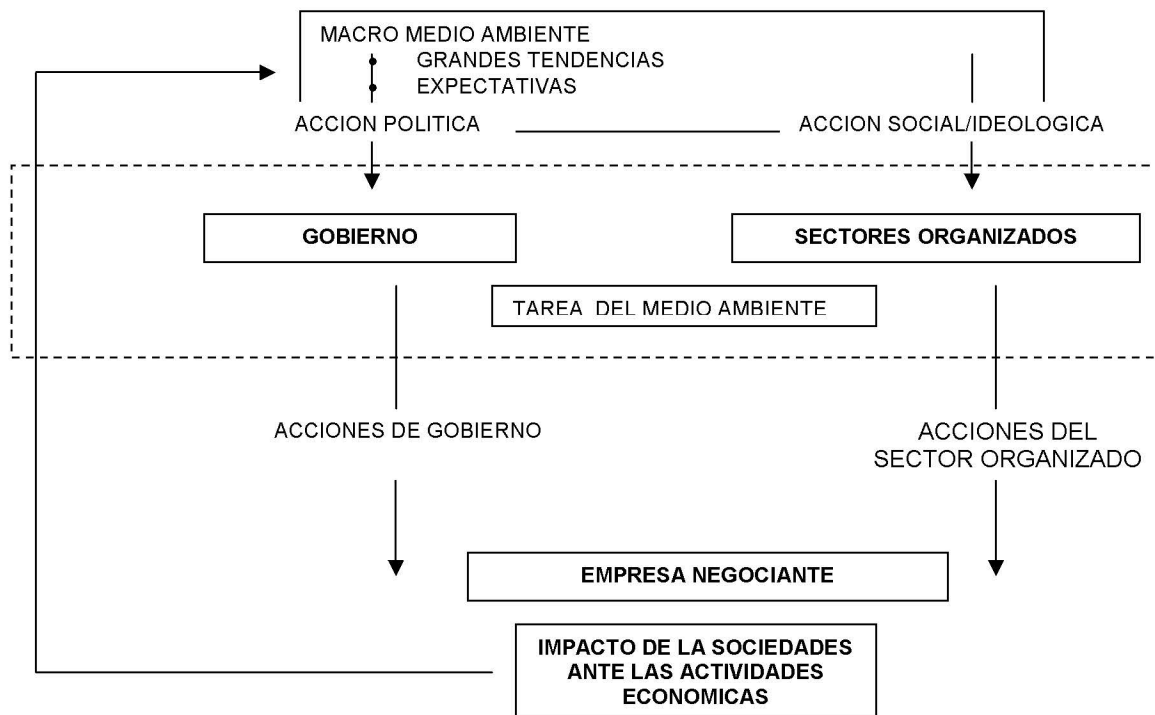 MACRO MEDIO AMBIENTE
GRANDES TENDENCIAS
EXPECTATIVAS
ACCION POLITICA
ACCION SOCIAL/IDEOLOGICA
GOBIERNO
SECTORES ORGANIZADOS
TAREA DEL MEDIO AMBIENTE
ACCIONES DE GOBIERNO
ACCIONES DEL
SECTOR ORGANIZADO
EMPRESA NEGOCIANTE
IMPACTO DE LA SOCIEDADES
ANTE LAS ACTIVIDADES
ECONOMICAS